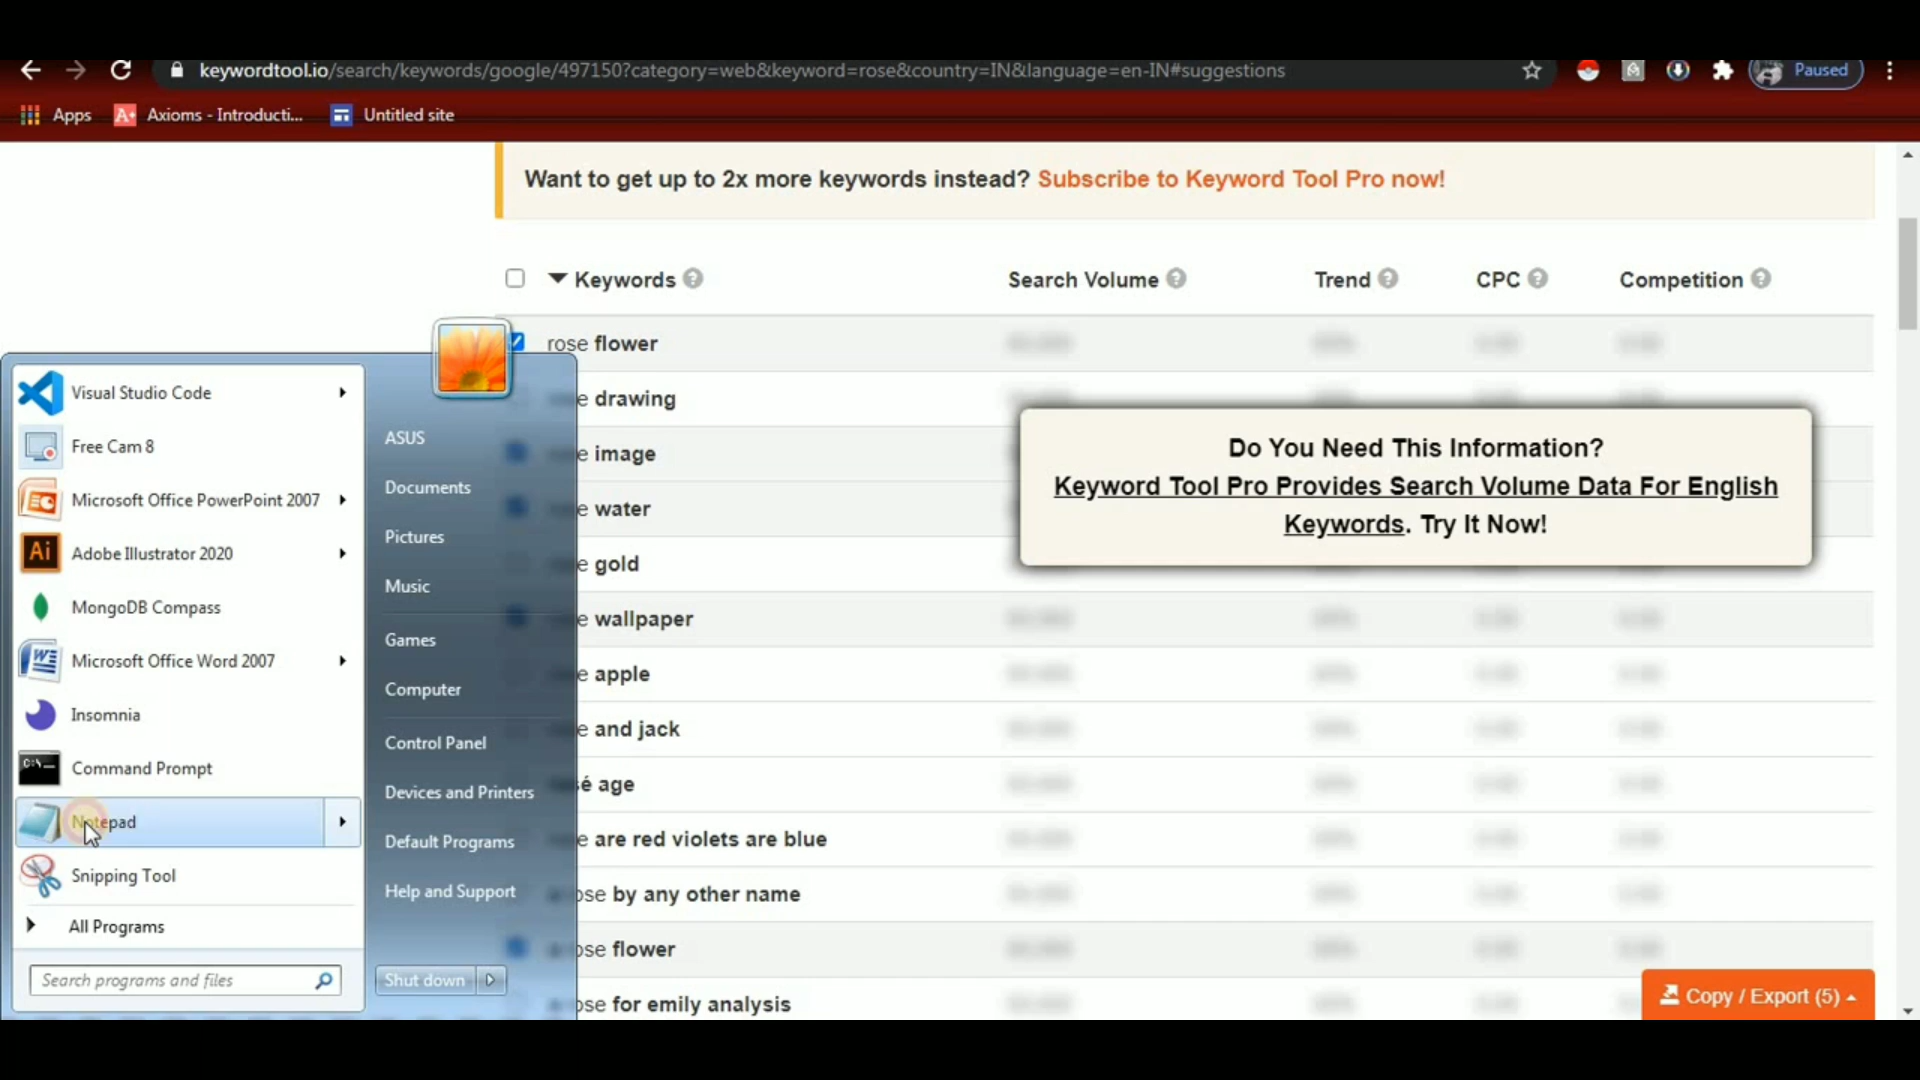 keywordtool.io/search/keywords/google/497150?category=web&keyword=rose&country=IN&language=en-IN#suggestions
Paused
Apps
A+ Axioms - Introducti...
Untitled site
Want to get up to 2x more keywords instead? Subscribe to Keyword Tool Pro now!
Keywords ? Search Volume ? Trend ? CPC ? Competition ?
rose flower
drawing
image
water
gold
wallpaper
apple
and jack
age
are red violets are blue
by any other name
flower
for emily analysis
Do You Need This Information?
Keyword Tool Pro Provides Search Volume Data For English
Keywords. Try It Now!
Copy / Export (5)
Visual Studio Code
Free Cam 8
Microsoft Office PowerPoint 2007
Ai Adobe Illustrator 2020
MongoDB Compass
Microsoft Office Word 2007
Insomnia
C:\ Command Prompt
Notepad
Snipping Tool
All Programs
Search programs and files
ASUS
Documents
Pictures
Music
Games
Computer
Control Panel
Devices and Printers
Default Programs
Help and Support
Shut down